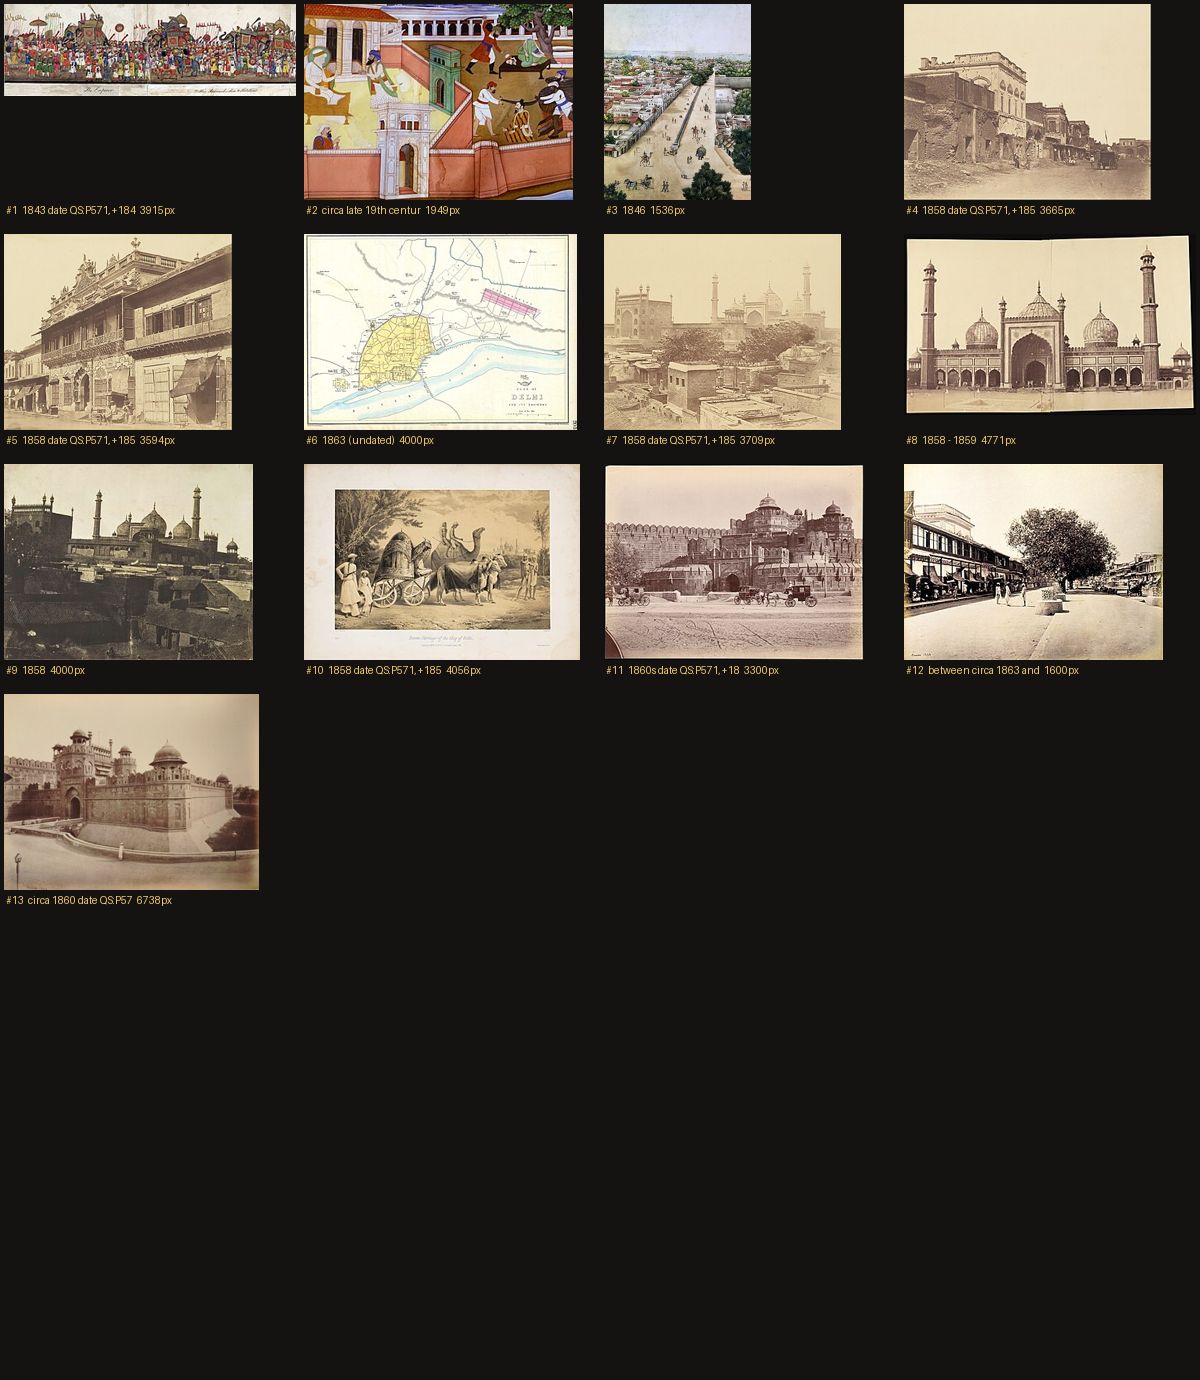 The Emperor
#1 1843 date QS:P571,+184 3915px
#2 circa late 19th centur 1949px
#3 1846 1536px
#4 1858 date QS:P571,+185 3665px
#5 1858 date QS:P571,+185 3594px
DELHI
#6 1863 (undated) 4000px
#7 1858 date QS:P571,+185 3709px
#8 1858 - 1859 4771px
#9 1858 4000px
#10 1858 date QS:P571,+185 4056px
#11 1860s date QS:P571,+18 3300px
#12 between circa 1863 and 1600px
#13 circa 1860 date QS:P57 6738px